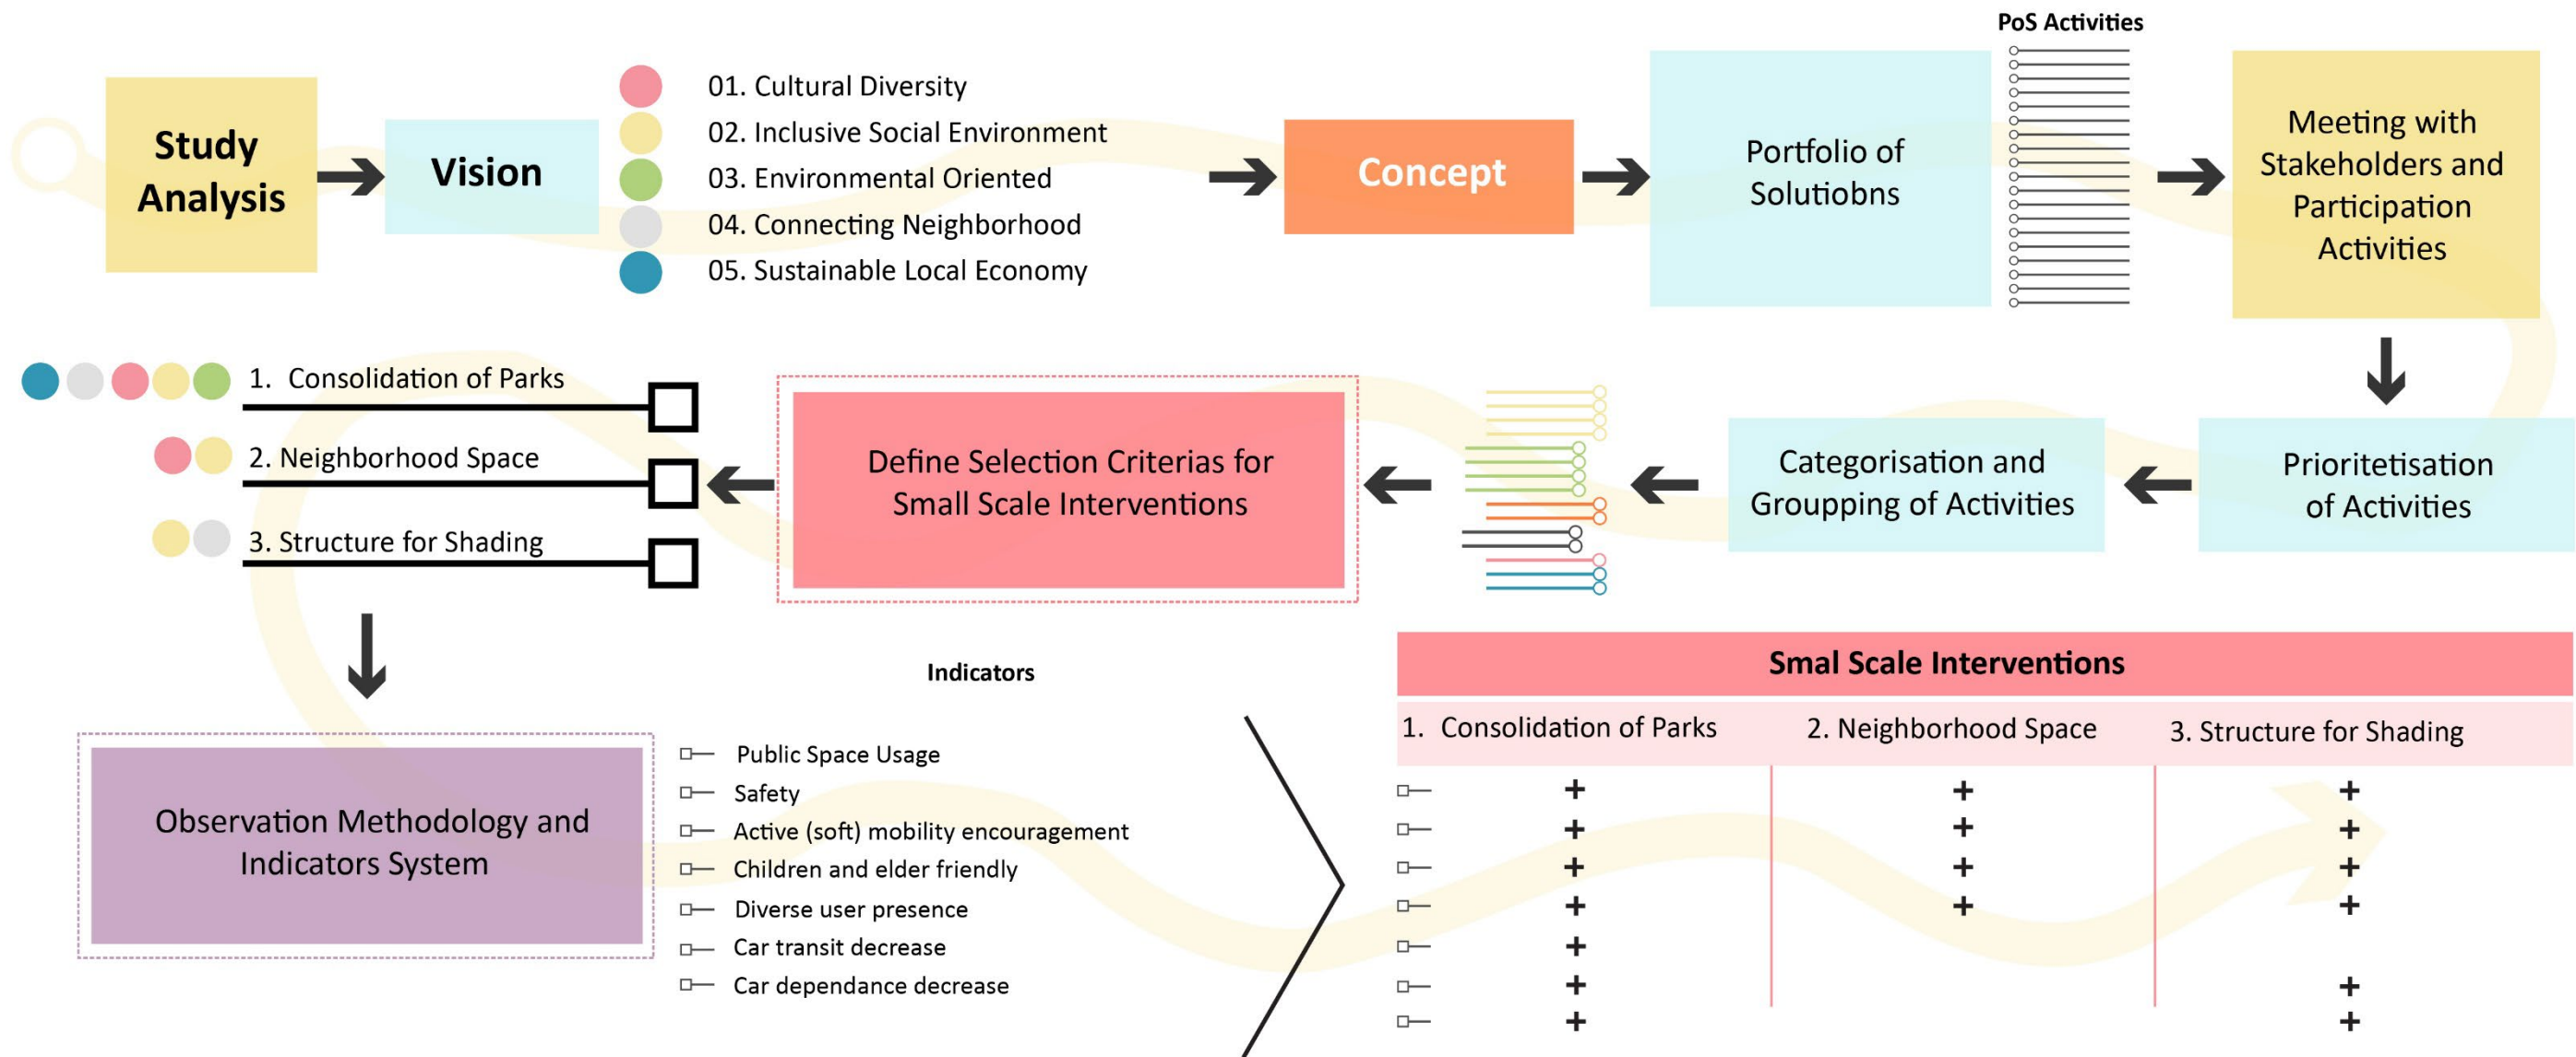 PoS Activities
Study
Analysis
Vision
01. Cultural Diversity
02. Inclusive Social Environment
03. Environmental Oriented
04. Connecting Neighborhood
05. Sustainable Local Economy
Concept
Portfolio of
Solutiobns
Meeting with
Stakeholders and
Participation
Activities
Prioritetisation
of Activities
Categorisation and
Groupping of Activities
Define Selection Criterias for
Small Scale Interventions
1. Consolidation of Parks
2. Neighborhood Space
3. Structure for Shading
Observation Methodology and
Indicators System
Indicators
Public Space Usage
Safety
Active (soft) mobility encouragement
Children and elder friendly
Diverse user presence
Car transit decrease
Car dependance decrease
Smal Scale Interventions
1. Consolidation of Parks
2. Neighborhood Space
3. Structure for Shading
+ + +
+ + +
+ + +
+ + +
+
+ +
+ +